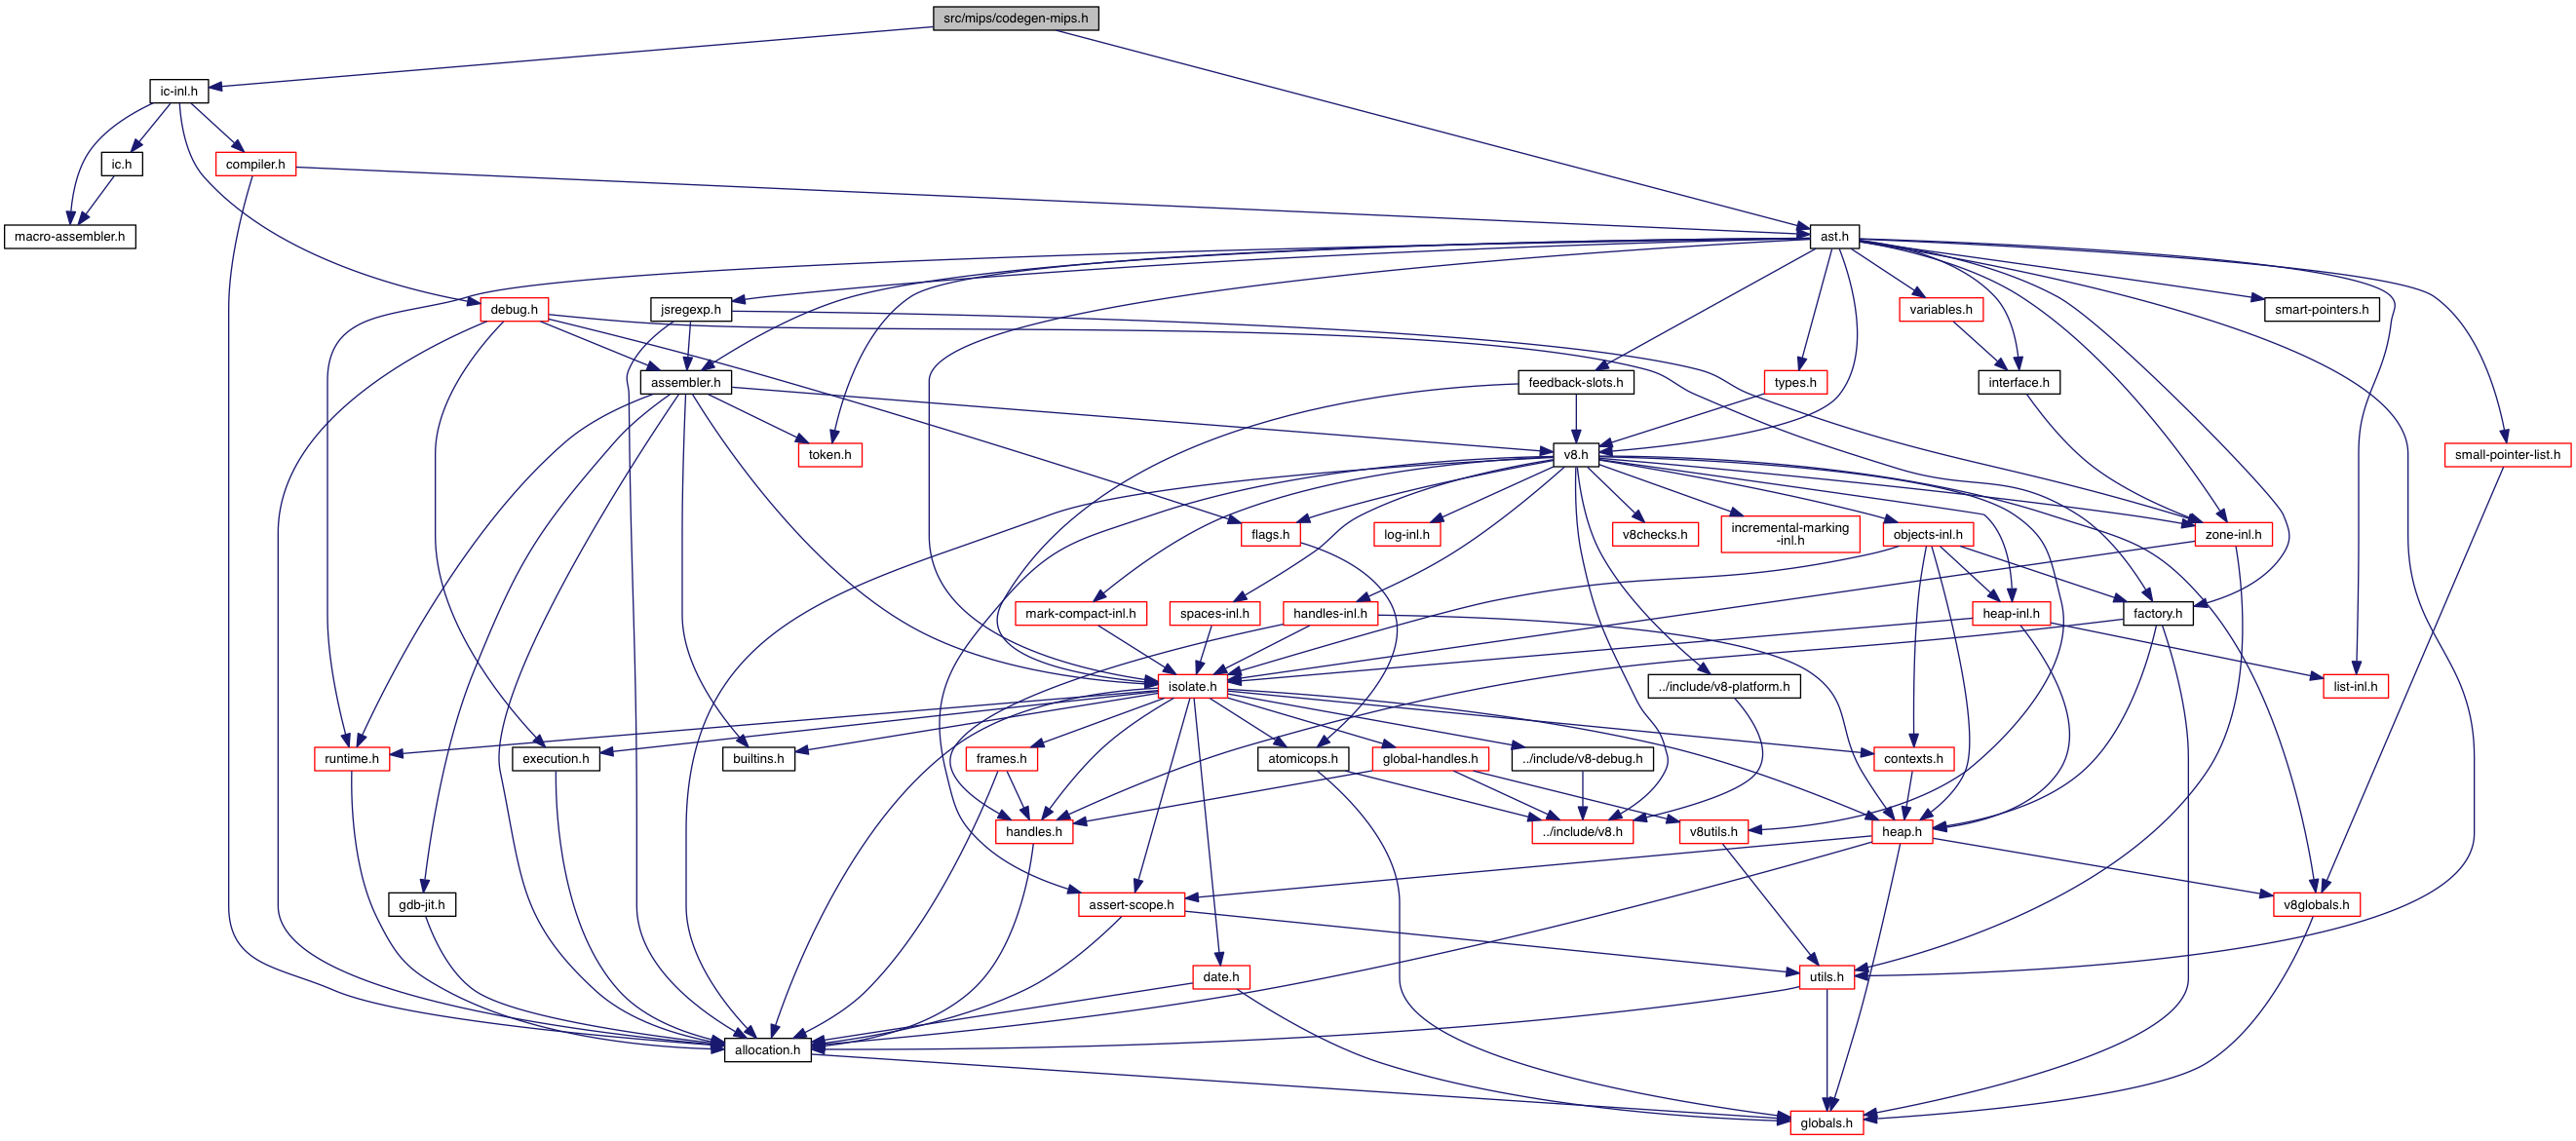 src/mips/codegen-mips.h
ic-inl.h
ic.h
compiler.h
macro-assembler.h
ast.h
debug.h
jsregexp.h
variables.h
smart-pointers.h
assembler.h
feedback-slots.h
types.h
interface.h
token.h
v8.h
small-pointer-list.h
flags.h
log-inl.h
v8checks.h
incremental-marking
-inl.h
objects-inl.h
zone-inl.h
mark-compact-inl.h
spaces-inl.h
handles-inl.h
heap-inl.h
factory.h
isolate.h
../include/v8-platform.h
list-inl.h
runtime.h
execution.h
builtins.h
frames.h
atomicops.h
global-handles.h
../include/v8-debug.h
contexts.h
handles.h
../include/v8.h
v8utils.h
heap.h
gdb-jit.h
assert-scope.h
v8globals.h
date.h
utils.h
allocation.h
globals.h